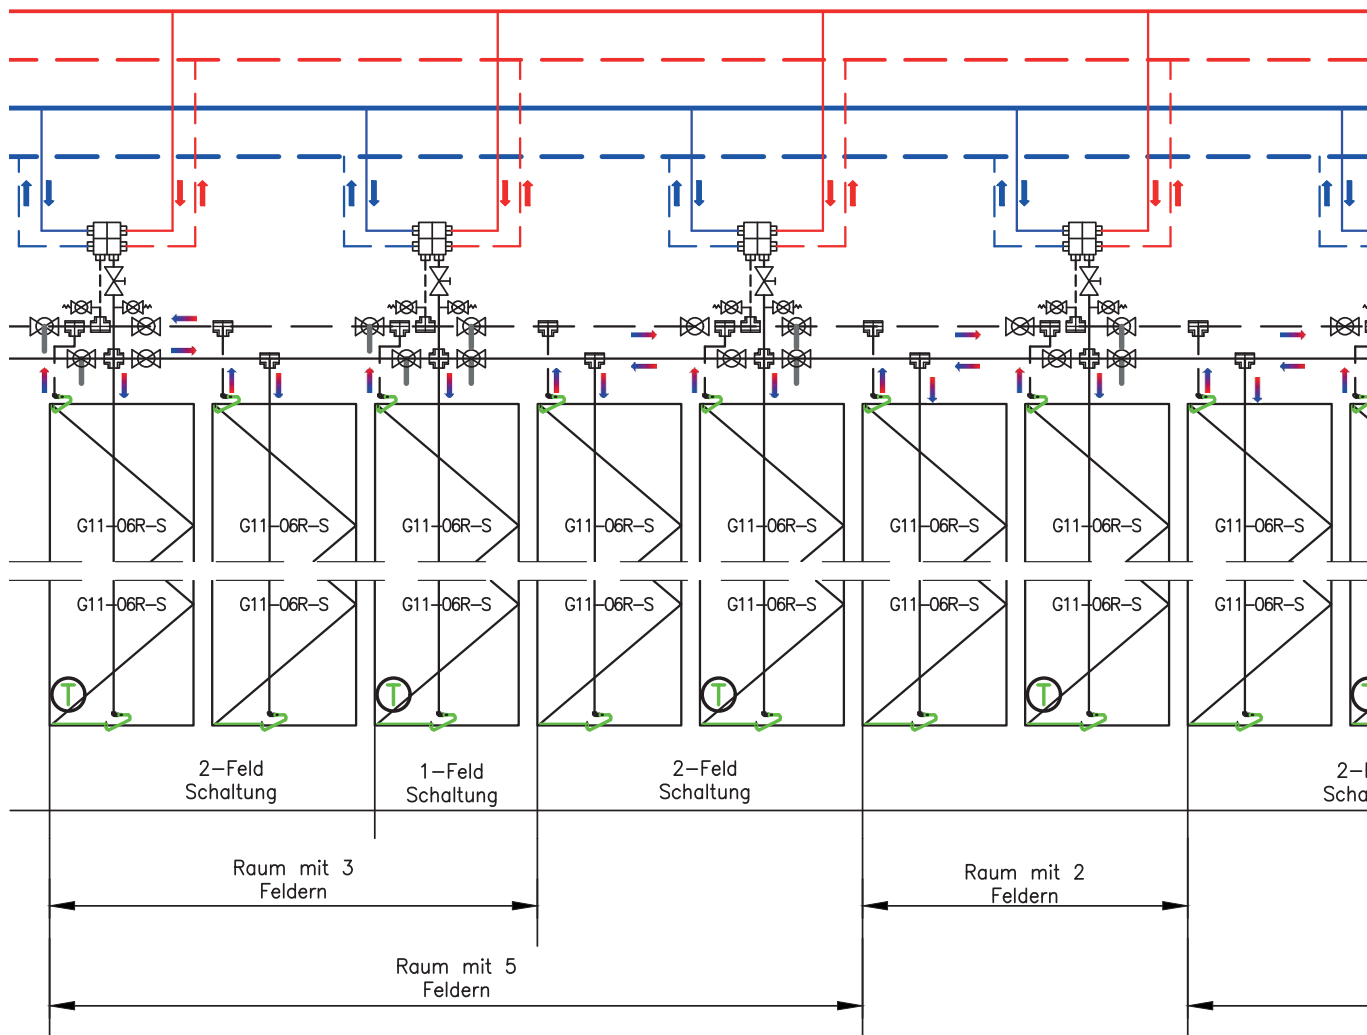 G11-06R-S G11-06R-S G11-06R-S G11-06R-S G11-06R-S G11-06R-S G11-06R-S G11-06R-S
G11-06R-S G11-06R-S G11-06R-S G11-06R-S G11-06R-S G11-06R-S G11-06R-S G11-06R-S
T T T T T
2-Feld
Schaltung
1-Feld
Schaltung
2-Feld
Schaltung
2-F
Scha
Raum mit 3
Feldern
Raum mit 2
Feldern
Raum mit 5
Feldern